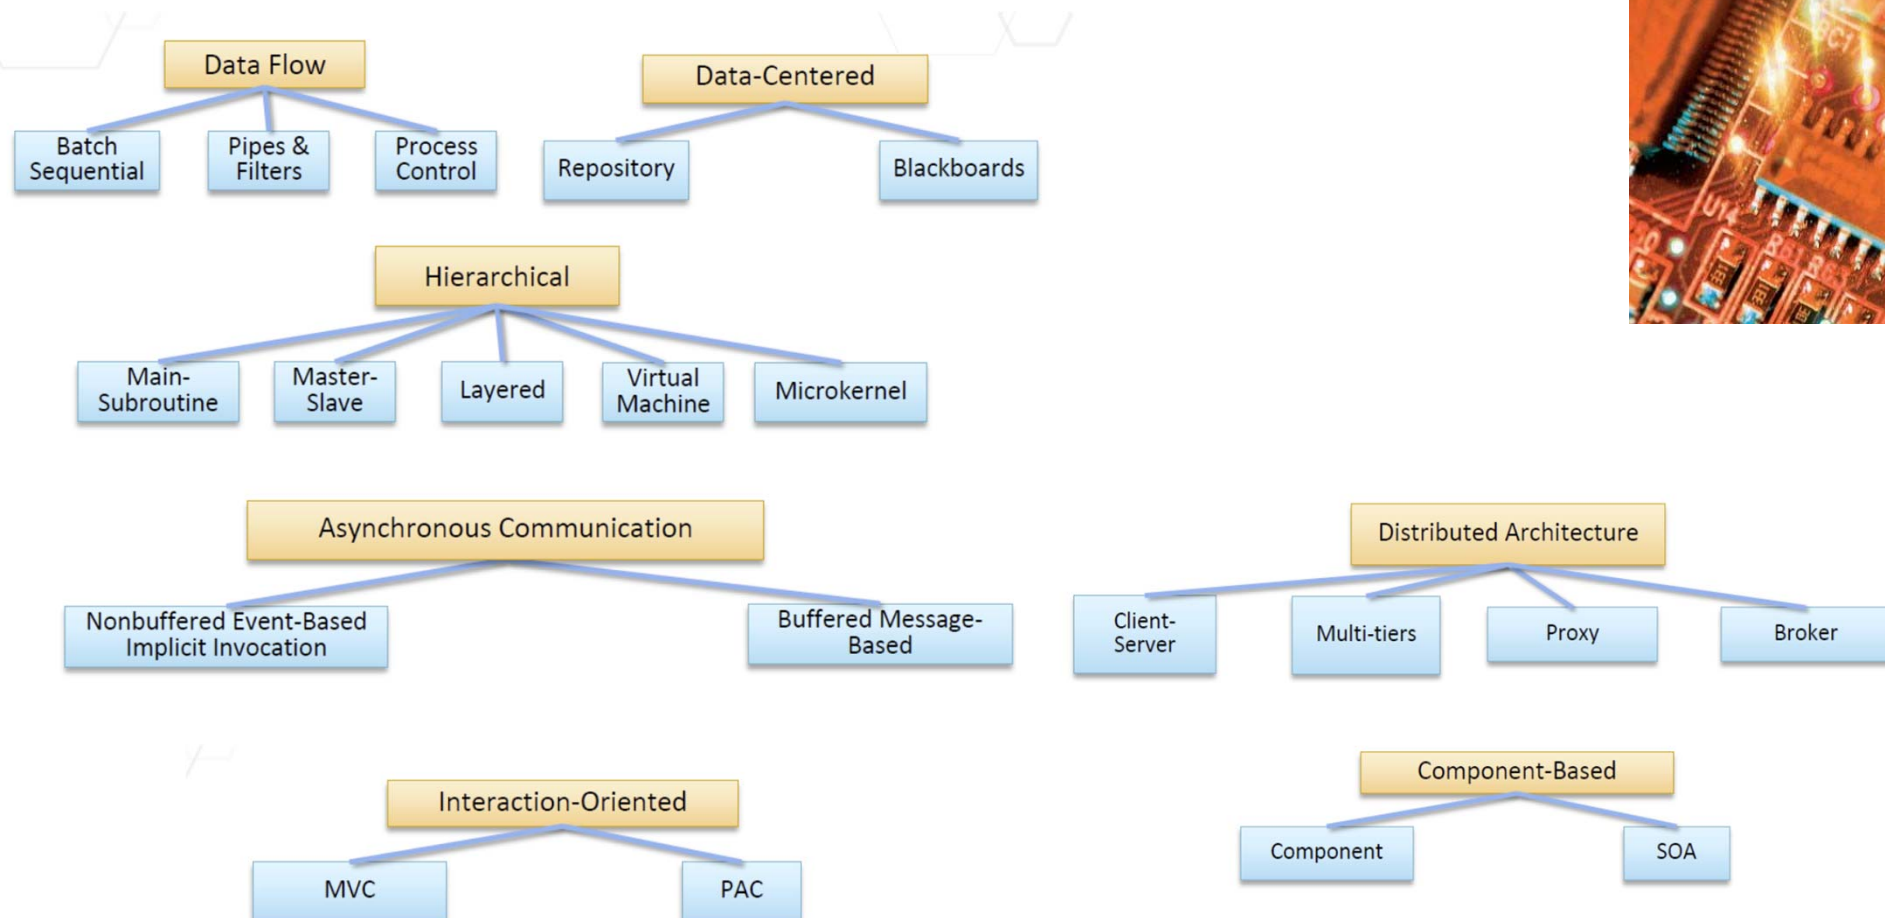 Data Flow
Batch
Sequential
Pipes &
Filters
Process
Control
Data-Centered
Repository
Blackboards
Hierarchical
Main-
Subroutine
Master-
Slave
Layered
Virtual
Machine
Microkernel
Asynchronous Communication
Nonbuffered Event-Based
Implicit Invocation
Buffered Message-
Based
Distributed Architecture
Client-
Server
Multi-tiers
Proxy
Broker
Interaction-Oriented
MVC
PAC
Component-Based
Component
SOA
U14